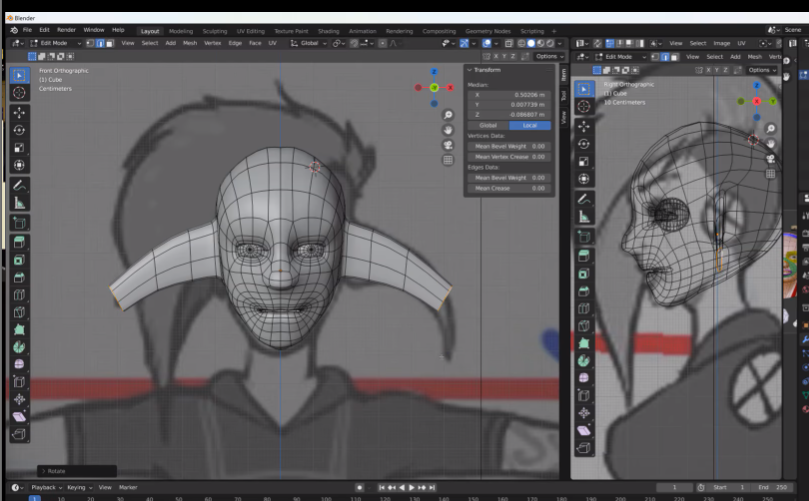 Blender
File Edit Render Window Help Layout Modeling Sculpting UV Editing Texture Paint Shading Animation Rendering Compositing Geometry Nodes Scripting + Scene
Edit Mode View Select Add Mesh Vertex Edge Face UV Global View Select Image UV
X Y Z Options Edit Mode View Select Add Mesh
Front Orthographic
(1) Cube
Centimeters
Transform
Median:
X 0.50206 m
Y 0.007739 m
Z -0.086807 m
Global Local
Vertices Data:
Mean Bevel Weight 0.00
Mean Vertex Crease 0.00
Edges Data:
Mean Bevel Weight 0.00
Mean Crease 0.00
Item
Tool
View
X Y Z Options
Right Orthographic
(1) Cube
10 Centimeters
Rotate
Playback Keying View Marker 1 Start 1 End 250
1 10 20 30 40 50 60 70 80 90 100 110 120 130 140 150 160 170 180 190 200 210 220 230 240 250